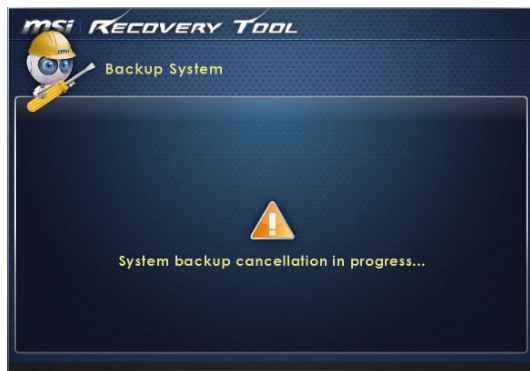 msi RECOVERY TOOL
Backup System
System backup cancellation in progress...